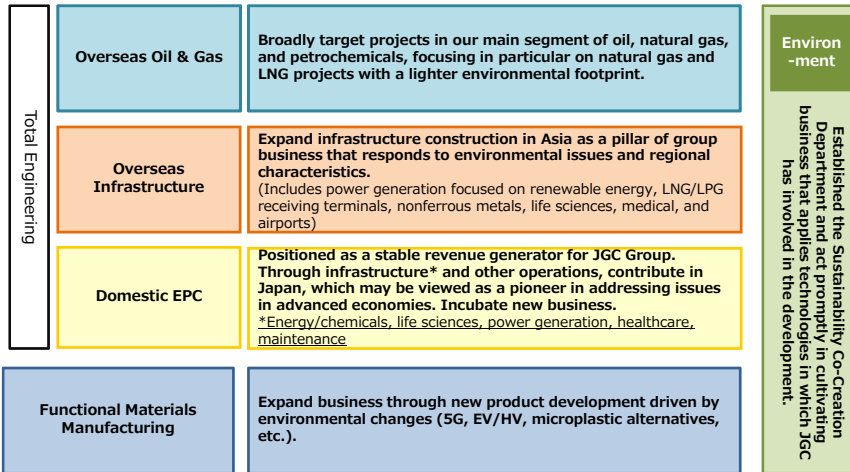 Total Engineering
Overseas Oil & Gas
Broadly target projects in our main segment of oil, natural gas,
and petrochemicals, focusing in particular on natural gas and
LNG projects with a lighter environmental footprint.
Overseas
Infrastructure
Expand infrastructure construction in Asia as a pillar of group
business that responds to environmental issues and regional
characteristics.
(Includes power generation focused on renewable energy, LNG/LPG
receiving terminals, nonferrous metals, life sciences, medical, and
airports)
Domestic EPC
Positioned as a stable revenue generator for JGC Group.
Through infrastructure* and other operations, contribute in
Japan, which may be viewed as a pioneer in addressing issues
in advanced economies. Incubate new business.
*Energy/chemicals, life sciences, power generation, healthcare,
maintenance
Functional Materials
Manufacturing
Expand business through new product development driven by
environmental changes (5G, EV/HV, microplastic alternatives,
etc.).
Environ
-ment
Established the Sustainability Co-Creation
Department and act promptly in cultivating
business that applies technologies in which JGC
has involved in the development.